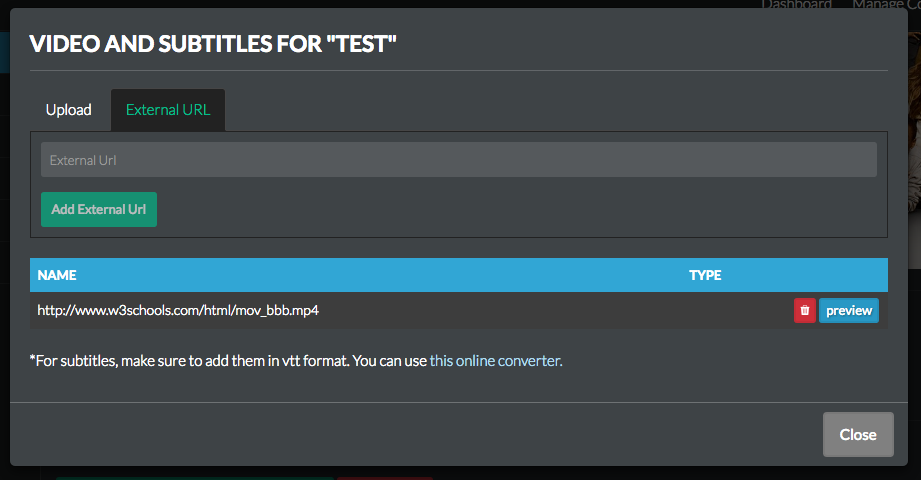 Dashboard Manage Co
VIDEO AND SUBTITLES FOR "TEST"
Upload External URL
External Url
Add External Url
NAME TYPE
http://www.w3schools.com/html/mov_bbb.mp4 preview
*For subtitles, make sure to add them in vtt format. You can use this online converter.
Close